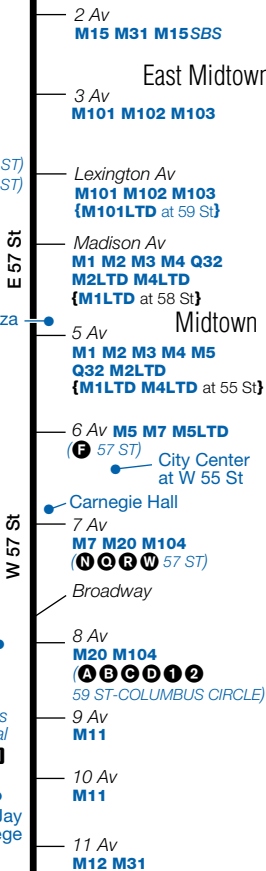 2 Av
M15 M31 M15SBS
East Midtown
3 Av
M101 M102 M103
ST)
ST)
Lexington Av
M101 M102 M103
{M101LTD at 59 St}
E 57 St
Madison Av
M1 M2 M3 M4 Q32
M2LTD M4LTD
{M1LTD at 58 St}
za
Midtown
5 Av
M1 M2 M3 M4 M5
Q32 M2LTD
{M1LTD M4LTD at 55 St}
6 Av M5 M7 M5LTD
(F 57 ST)
City Center
at W 55 St
Carnegie Hall
W 57 St
7 Av
M7 M20 M104
(N Q R W 57 ST)
Broadway
8 Av
M20 M104
(A B C D 1 2
59 ST-COLUMBUS CIRCLE)
s
al
9 Av
M11
10 Av
M11
Jay
ege
11 Av
M12 M31